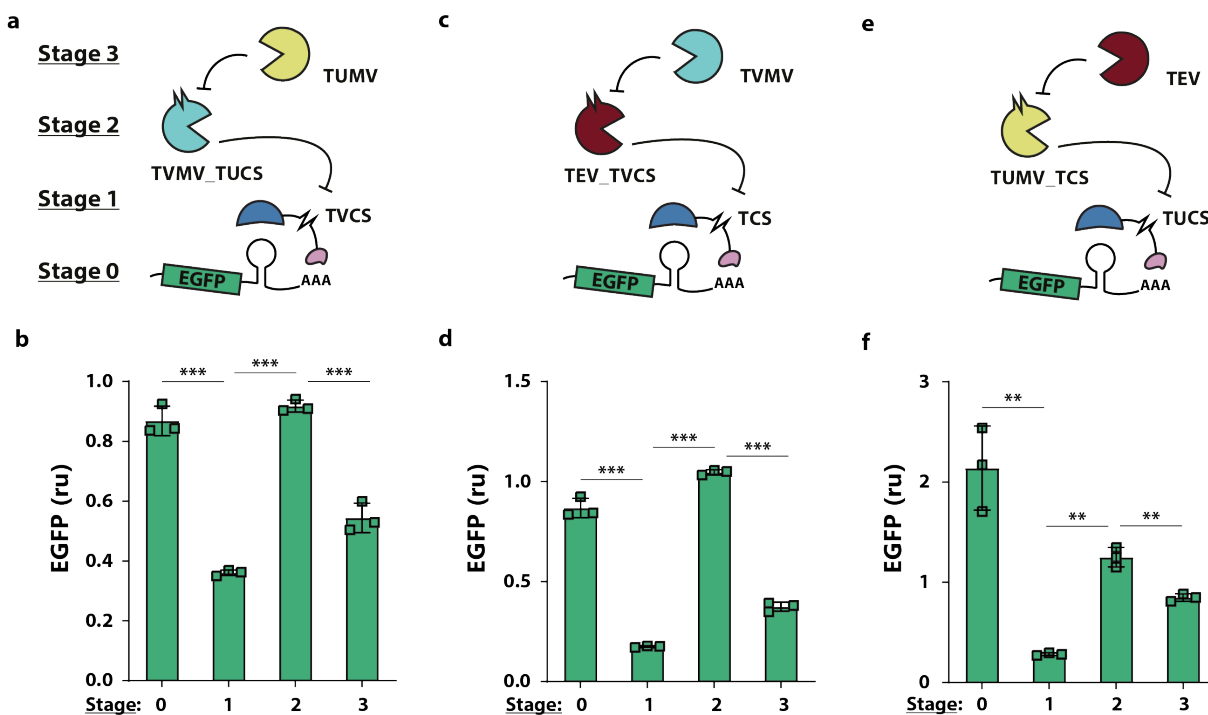 a
Stage 3
TUMV
Stage 2
TVMV_TUCS
Stage 1
TVCS
Stage 0
EGFP
AAA
c
TVMV
TEV_TVCS
TCS
EGFP
AAA
e
TEV
TUMV_TCS
TUCS
EGFP
AAA
b
*** *** ***
EGFP (ru)
1.0
0.8
0.6
0.4
0.2
0.0
Stage: 0 1 2 3
d
*** *** ***
EGFP (ru)
1.5
1.0
0.5
0.0
Stage: 0 1 2 3
f
** ** **
EGFP (ru)
3
2
1
0
Stage: 0 1 2 3